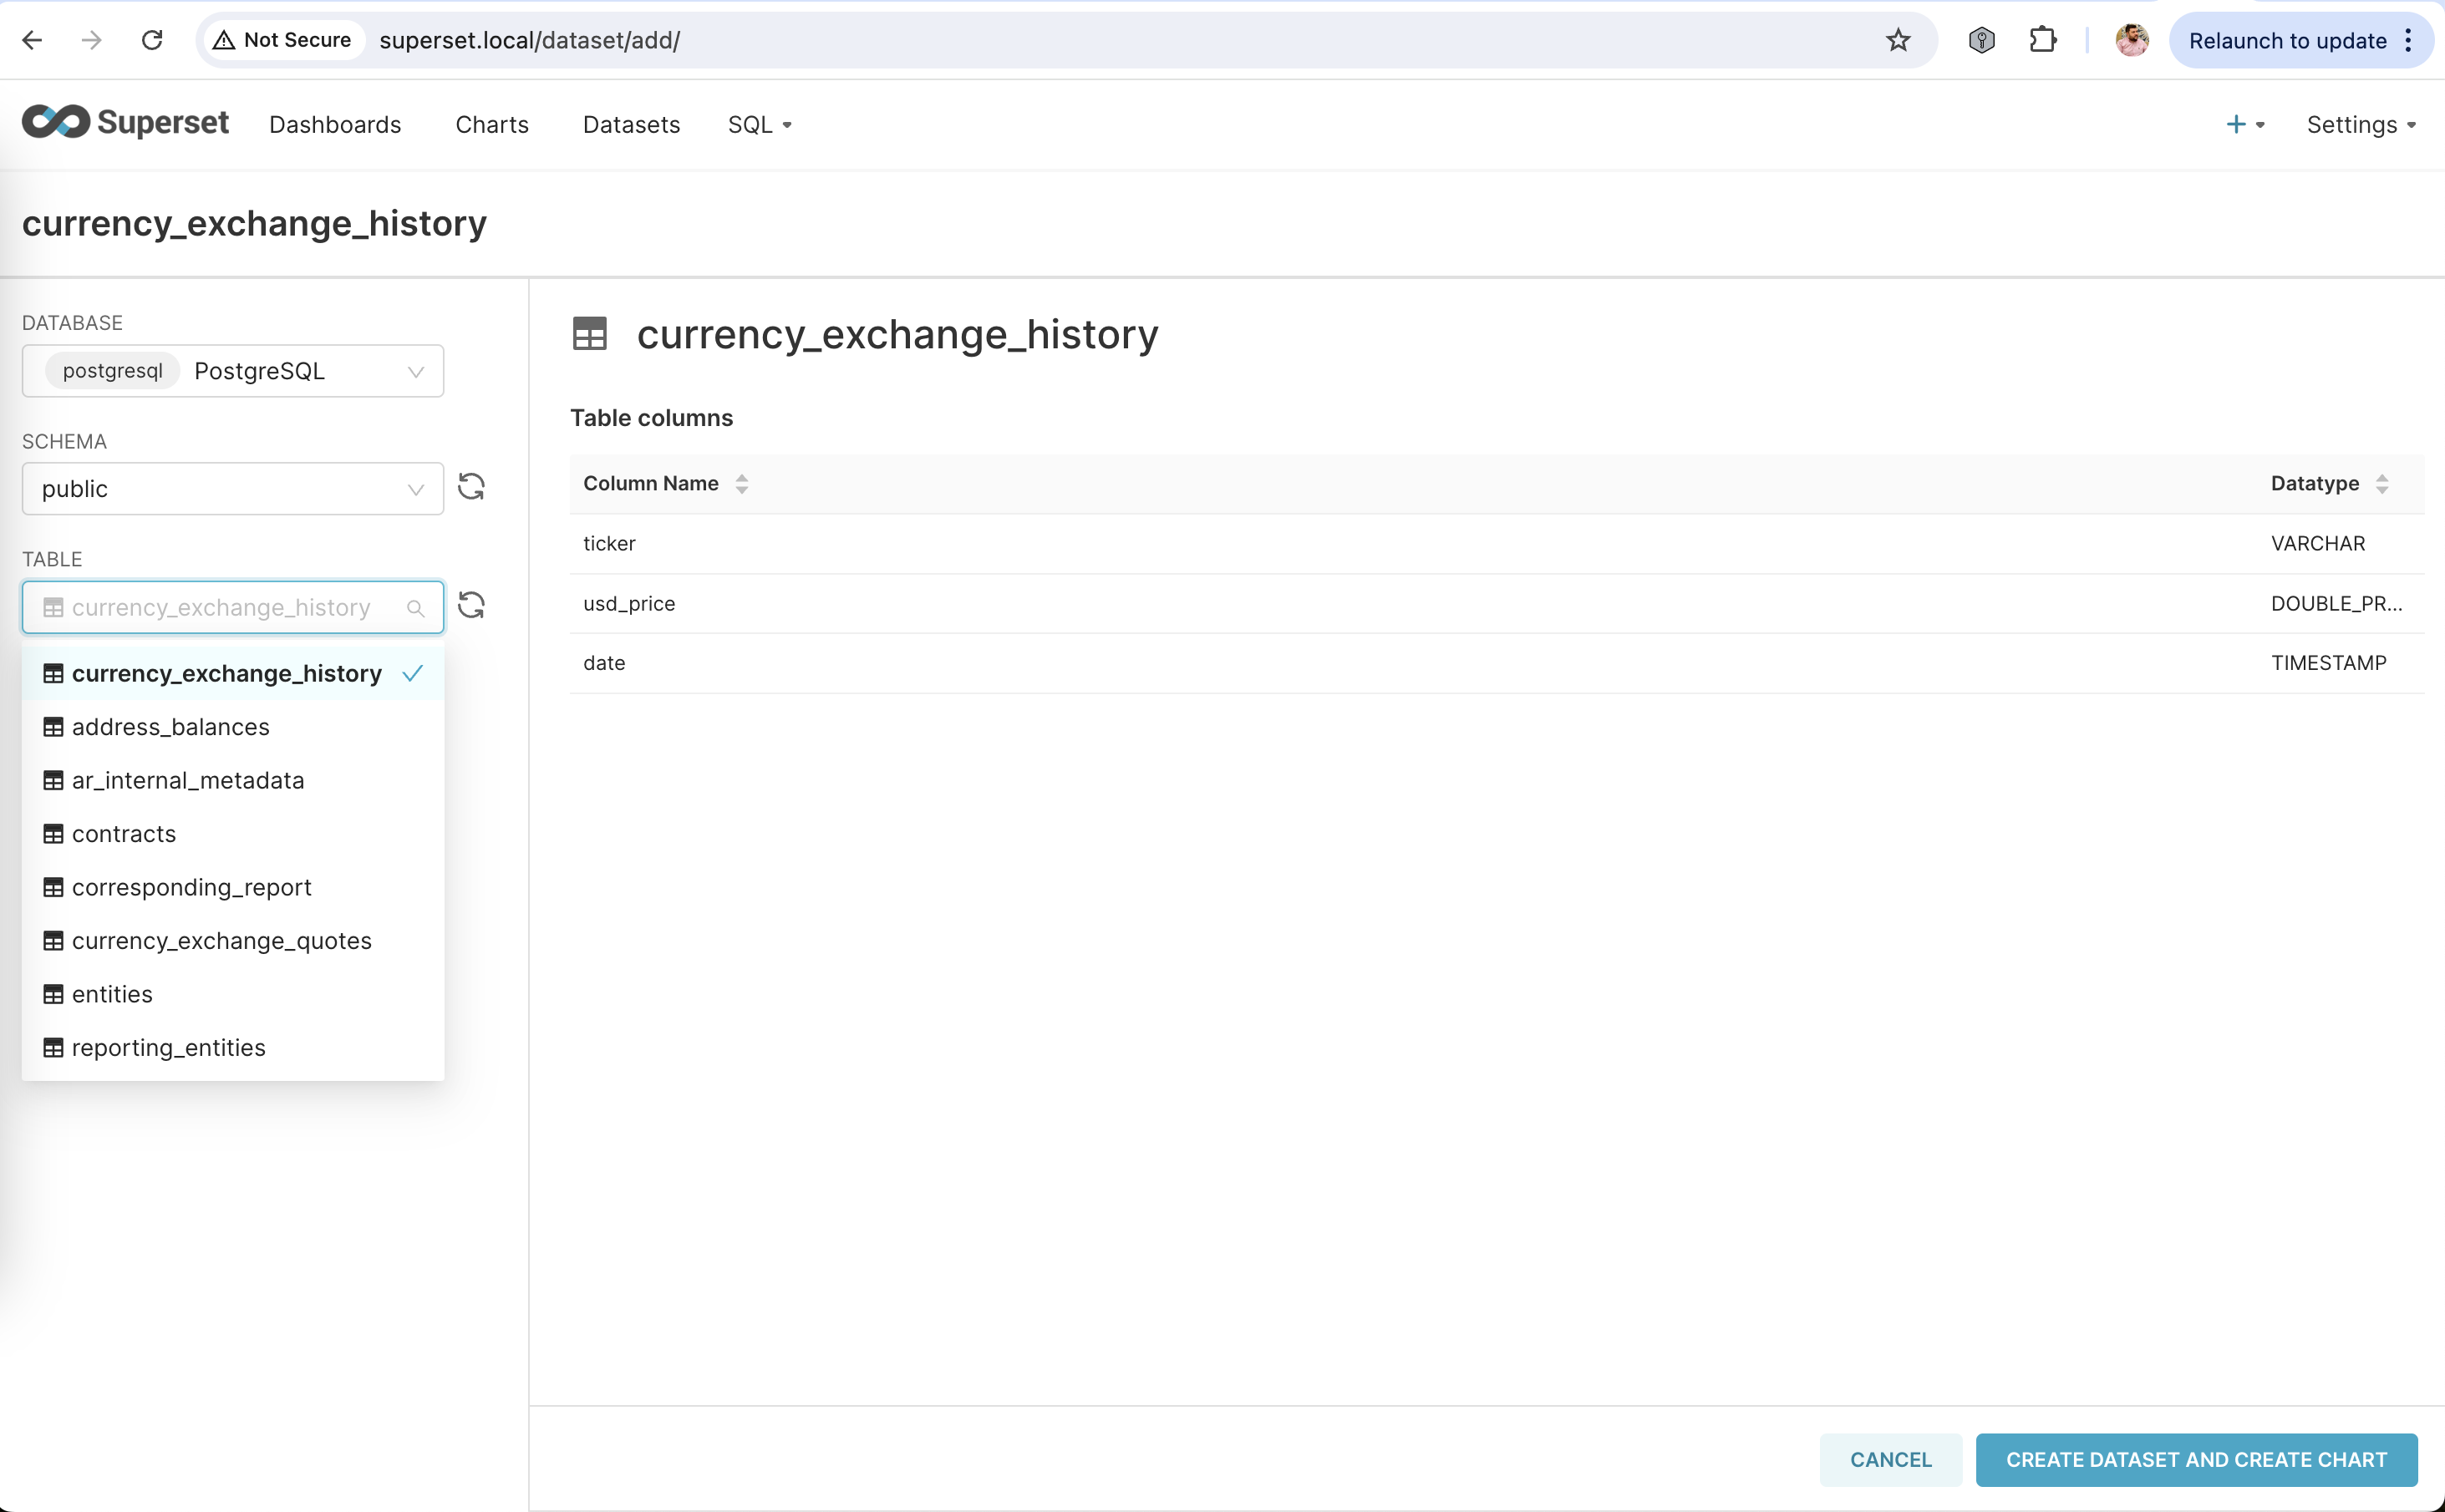 Not Secure superset.local/dataset/add/ Relaunch to update
Superset Dashboards Charts Datasets SQL + Settings
currency_exchange_history
DATABASE
postgresql PostgreSQL
SCHEMA
public
TABLE
currency_exchange_history
currency_exchange_history
address_balances
ar_internal_metadata
contracts
corresponding_report
currency_exchange_quotes
entities
reporting_entities
currency_exchange_history
Table columns
Column Name Datatype
ticker VARCHAR
usd_price DOUBLE_PR...
date TIMESTAMP
CANCEL CREATE DATASET AND CREATE CHART